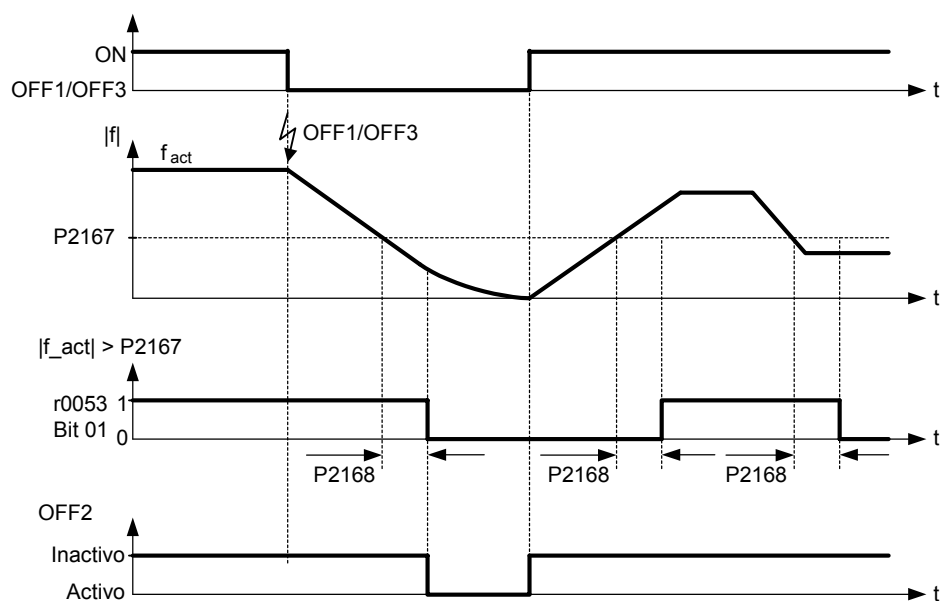 ON
OFF1/OFF3
t
OFF1/OFF3
|f|
f act
P2167
t
|f_act| > P2167
r0053 1
Bit 01
0
t
P2168 P2168 P2168
OFF2
Inactivo
Activo
t